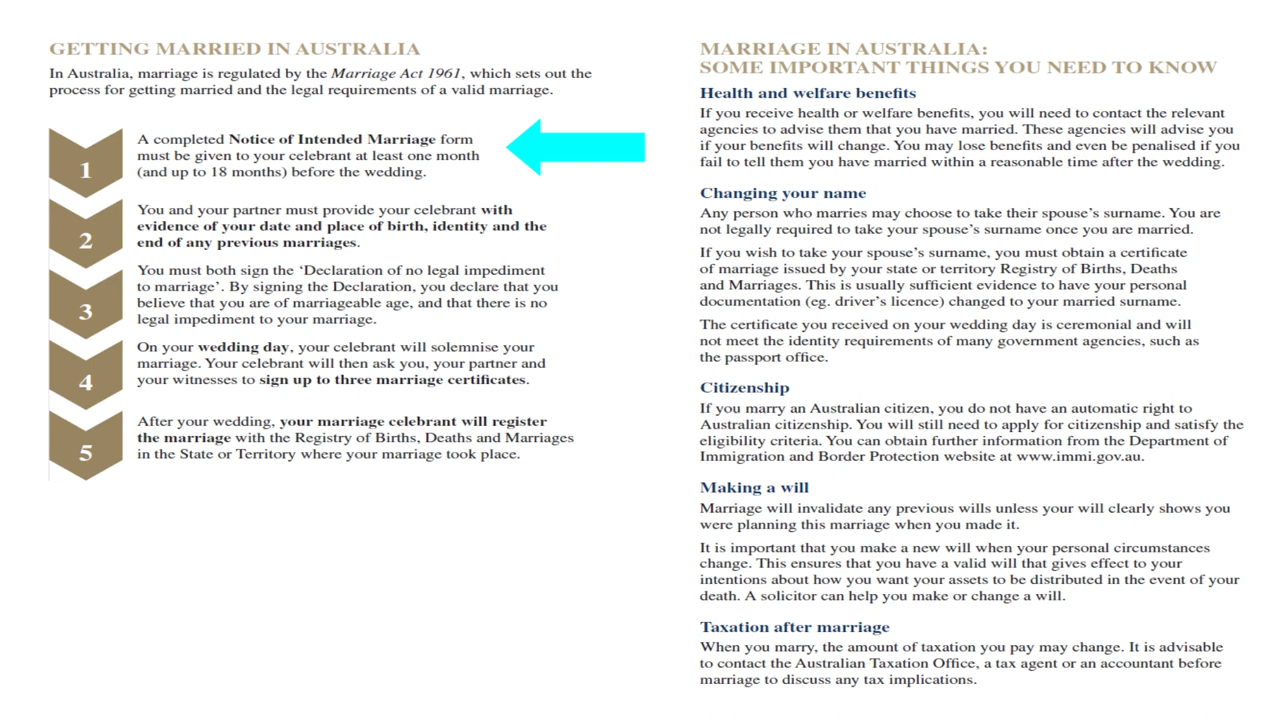 GETTING MARRIED IN AUSTRALIA
In Australia, marriage is regulated by the Marriage Act 1961, which sets out the
process for getting married and the legal requirements of a valid marriage.
1
A completed Notice of Intended Marriage form
must be given to your celebrant at least one month
(and up to 18 months) before the wedding.
2
You and your partner must provide your celebrant with
evidence of your date and place of birth, identity and the
end of any previous marriages.
3
You must both sign the ‘Declaration of no legal impediment
to marriage’. By signing the Declaration, you declare that you
believe that you are of marriageable age, and that there is no
legal impediment to your marriage.
4
On your wedding day, your celebrant will solemnise your
marriage. Your celebrant will then ask you, your partner and
your witnesses to sign up to three marriage certificates.
5
After your wedding, your marriage celebrant will register
the marriage with the Registry of Births, Deaths and Marriages
in the State or Territory where your marriage took place.
MARRIAGE IN AUSTRALIA:
SOME IMPORTANT THINGS YOU NEED TO KNOW
Health and welfare benefits
If you receive health or welfare benefits, you will need to contact the relevant
agencies to advise them that you have married. These agencies will advise you
if your benefits will change. You may lose benefits and even be penalised if you
fail to tell them you have married within a reasonable time after the wedding.
Changing your name
Any person who marries may choose to take their spouse’s surname. You are
not legally required to take your spouse’s surname once you are married.
If you wish to take your spouse’s surname, you must obtain a certificate
of marriage issued by your state or territory Registry of Births, Deaths
and Marriages. This is usually sufficient evidence to have your personal
documentation (eg. driver’s licence) changed to your married surname.
The certificate you received on your wedding day is ceremonial and will
not meet the identity requirements of many government agencies, such as
the passport office.
Citizenship
If you marry an Australian citizen, you do not have an automatic right to
Australian citizenship. You will still need to apply for citizenship and satisfy the
eligibility criteria. You can obtain further information from the Department of
Immigration and Border Protection website at www.immi.gov.au.
Making a will
Marriage will invalidate any previous wills unless your will clearly shows you
were planning this marriage when you made it.
It is important that you make a new will when your personal circumstances
change. This ensures that you have a valid will that gives effect to your
intentions about how you want your assets to be distributed in the event of your
death. A solicitor can help you make or change a will.
Taxation after marriage
When you marry, the amount of taxation you pay may change. It is advisable
to contact the Australian Taxation Office, a tax agent or an accountant before
marriage to discuss any tax implications.